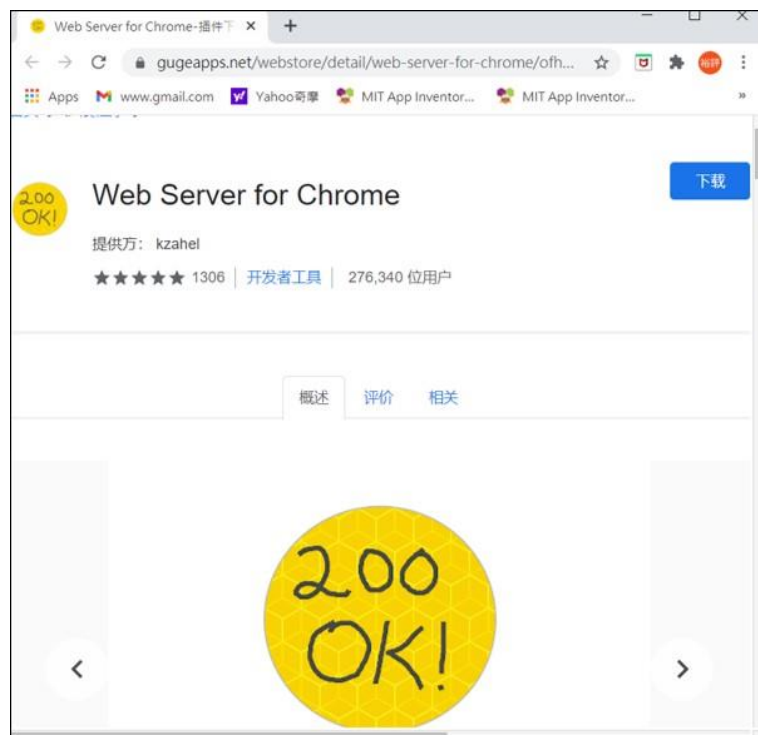 Web Server for Chrome-插件下
gugeapps.net/webstore/detail/web-server-for-chrome/ofh...
Apps www.gmail.com Yahoo奇摩 MIT App Inventor... MIT App Inventor...
200 OK!
Web Server for Chrome
下载
提供方： kzahel
1306 开发者工具 276,340 位用户
概述 评价 相关
200
OK!